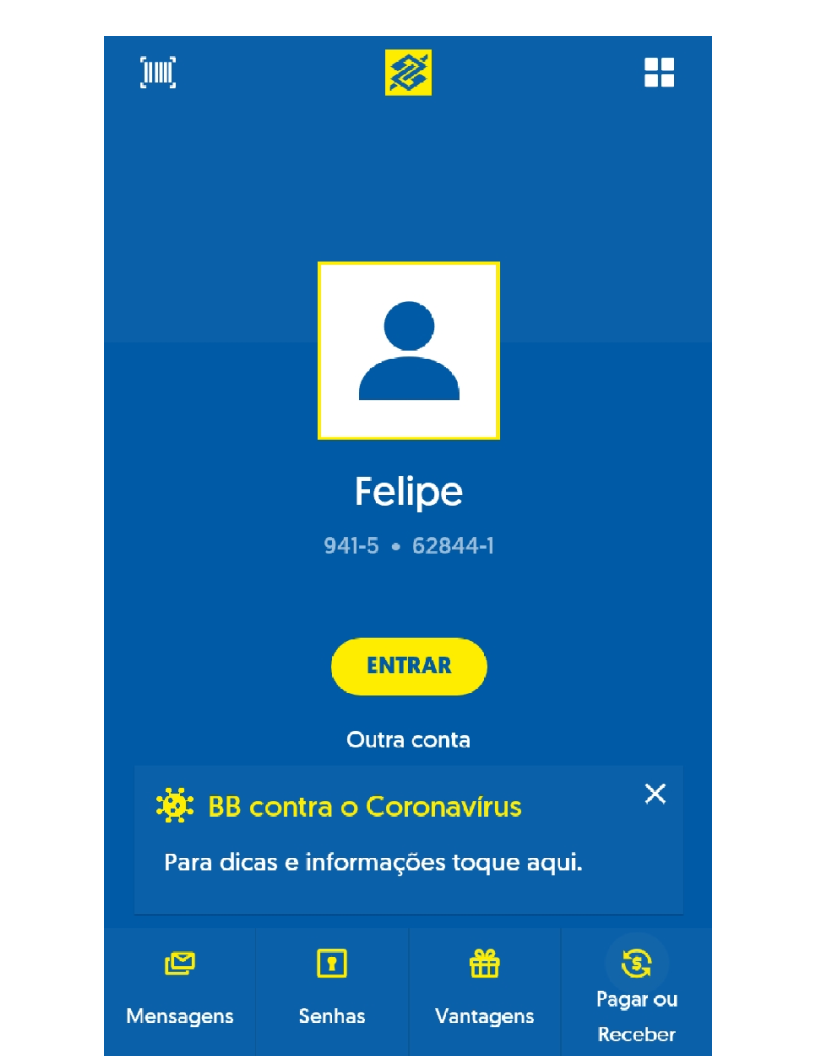 Felipe
941-5 • 62844-1
ENTRAR
Outra conta
BB contra o Coronavírus
Para dicas e informações toque aqui.
Mensagens
Senhas
Vantagens
Pagar ou
Receber